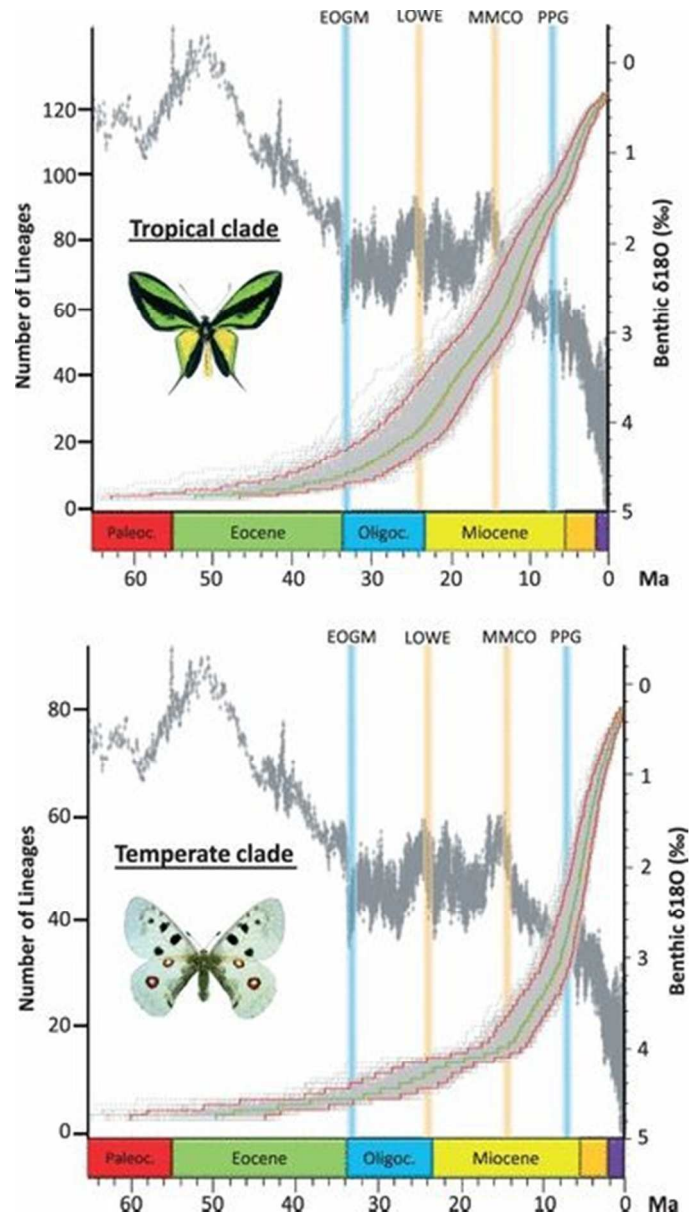 EOGM LOWE MMCO PPG
120
100
80
60
40
20
0
Number of Lineages
Tropical clade
0
1
2
3
4
5
Benthic δ18O (‰)
Paleoc. Eocene Oligoc. Miocene
60 50 40 30 20 10 0 Ma
EOGM LOWE MMCO PPG
80
60
40
20
0
Number of Lineages
Temperate clade
0
1
2
3
4
5
Benthic δ18O (‰)
Paleoc. Eocene Oligoc. Miocene
60 50 40 30 20 10 0 Ma